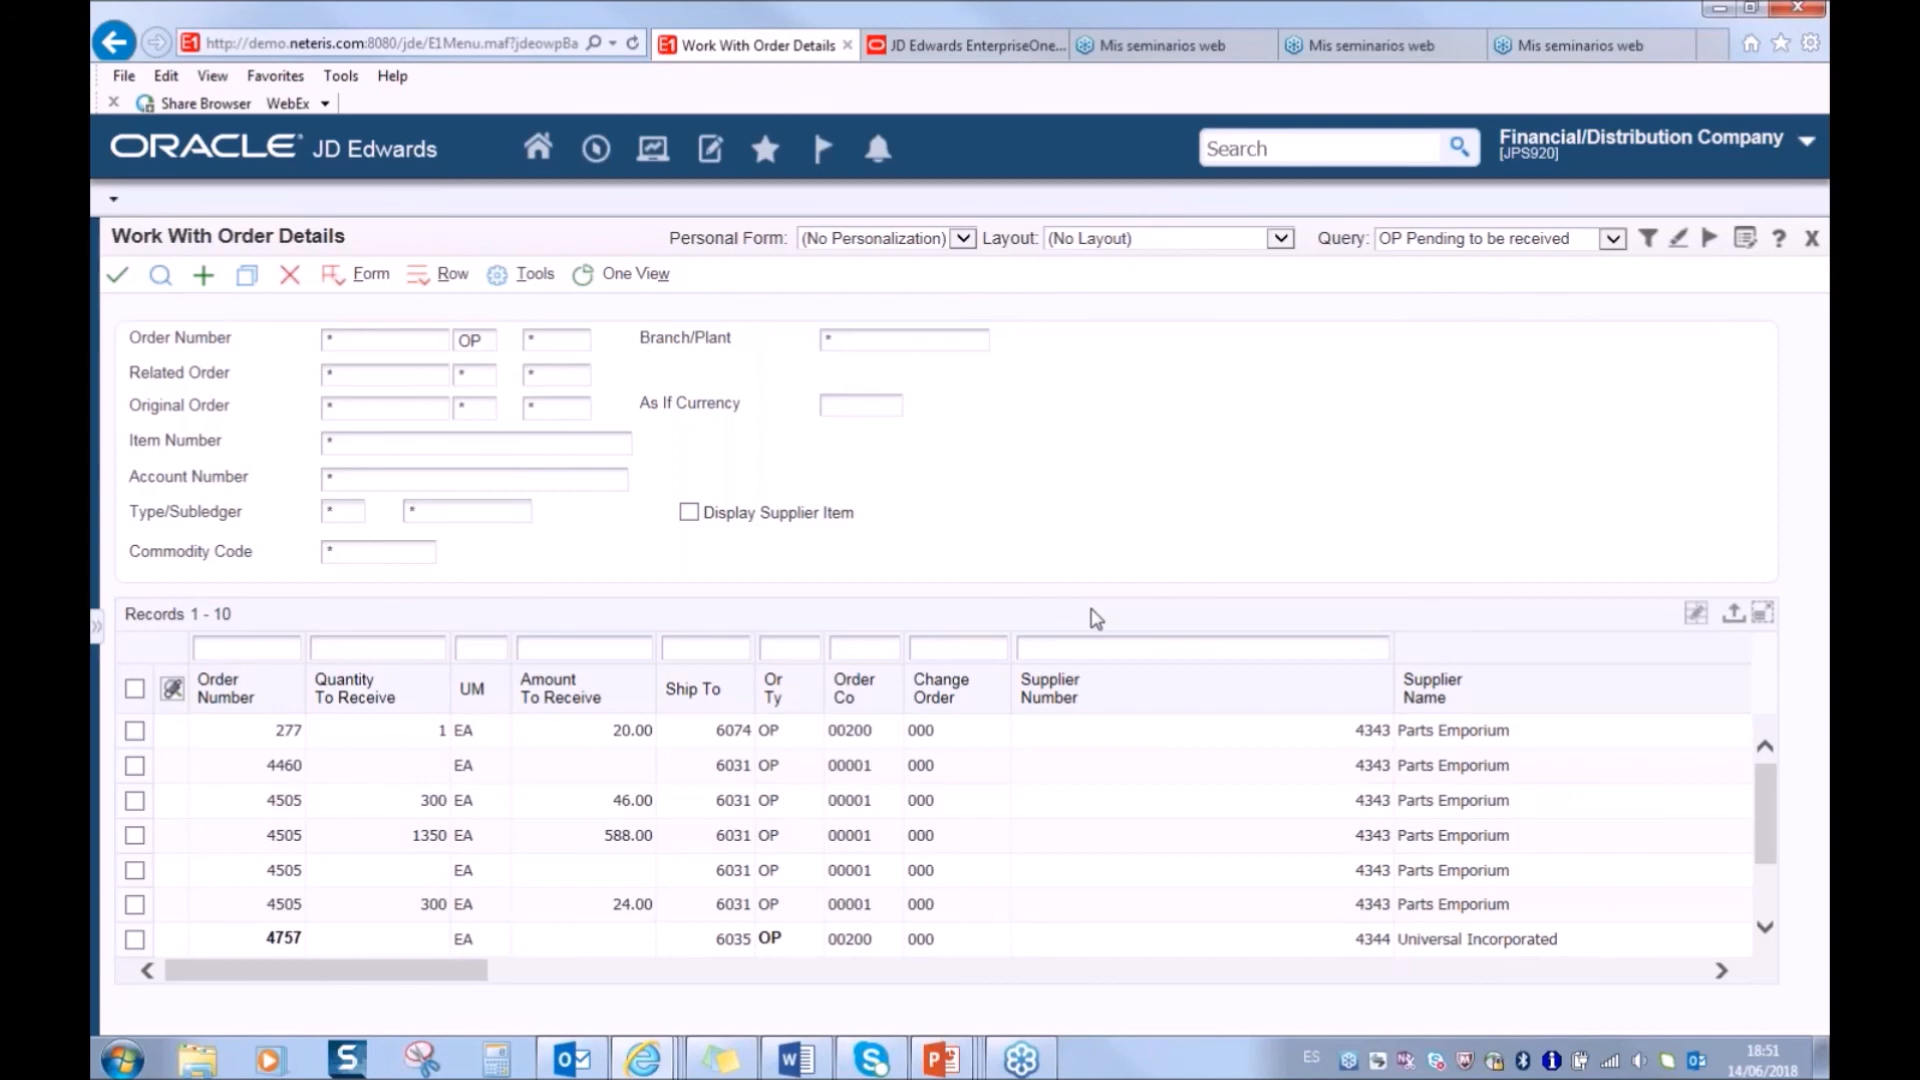 http://demo.neteris.com:8080/jde/E1Menu.maf?jdeowpBa
Work With Order Details
JD Edwards EnterpriseOne...
Mis seminarios web
Mis seminarios web
Mis seminarios web
File Edit View Favorites Tools Help
Share Browser WebEx
ORACLE JD Edwards
Search
Financial/Distribution Company
[JPS920]
Work With Order Details
Personal Form: (No Personalization) Layout: (No Layout) Query: OP Pending to be received
Form Row Tools One View
Order Number * OP * Branch/Plant *
Related Order * * *
Original Order * * * As If Currency
Item Number *
Account Number *
Type/Subledger * * Display Supplier Item
Commodity Code *
Records 1 - 10
Order Number Quantity To Receive UM Amount To Receive Ship To Or Ty Order Co Change Order Supplier Number Supplier Name
277 1 EA 20.00 6074 OP 00200 000 4343 Parts Emporium
4460 EA 6031 OP 00001 000 4343 Parts Emporium
4505 300 EA 46.00 6031 OP 00001 000 4343 Parts Emporium
4505 1350 EA 588.00 6031 OP 00001 000 4343 Parts Emporium
4505 EA 6031 OP 00001 000 4343 Parts Emporium
4505 300 EA 24.00 6031 OP 00001 000 4343 Parts Emporium
4757 EA 6035 OP 00200 000 4344 Universal Incorporated
ES
18:51
14/06/2018